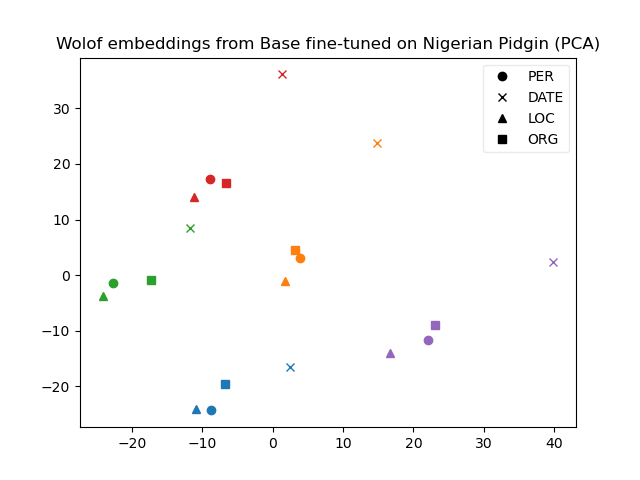 Wolof embeddings from Base fine-tuned on Nigerian Pidgin (PCA)
PER
DATE
LOC
ORG
30
20
10
0
−10
−20
−20 −10 0 10 20 30 40